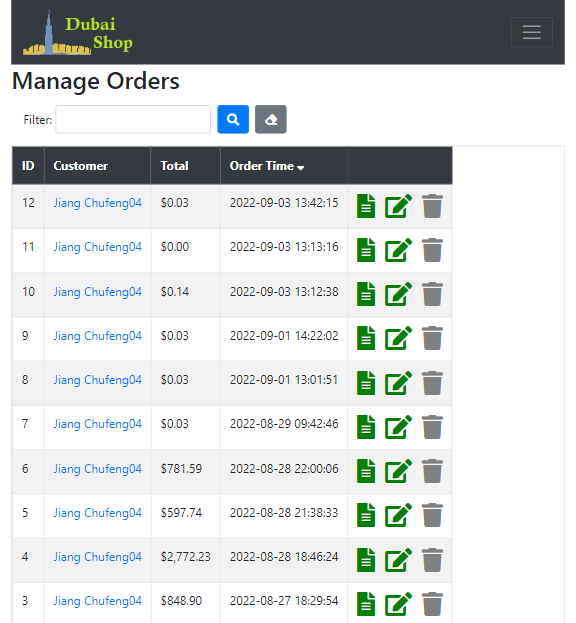 Dubai
Shop
Manage Orders
Filter:
ID Customer Total Order Time
12 Jiang Chufeng04 $0.03 2022-09-03 13:42:15
11 Jiang Chufeng04 $0.00 2022-09-03 13:13:16
10 Jiang Chufeng04 $0.14 2022-09-03 13:12:38
9 Jiang Chufeng04 $0.03 2022-09-01 14:22:02
8 Jiang Chufeng04 $0.03 2022-09-01 13:01:51
7 Jiang Chufeng04 $0.03 2022-08-29 09:42:46
6 Jiang Chufeng04 $781.59 2022-08-28 22:00:06
5 Jiang Chufeng04 $597.74 2022-08-28 21:38:33
4 Jiang Chufeng04 $2,772.23 2022-08-28 18:46:24
3 Jiang Chufeng04 $848.90 2022-08-27 18:29:54